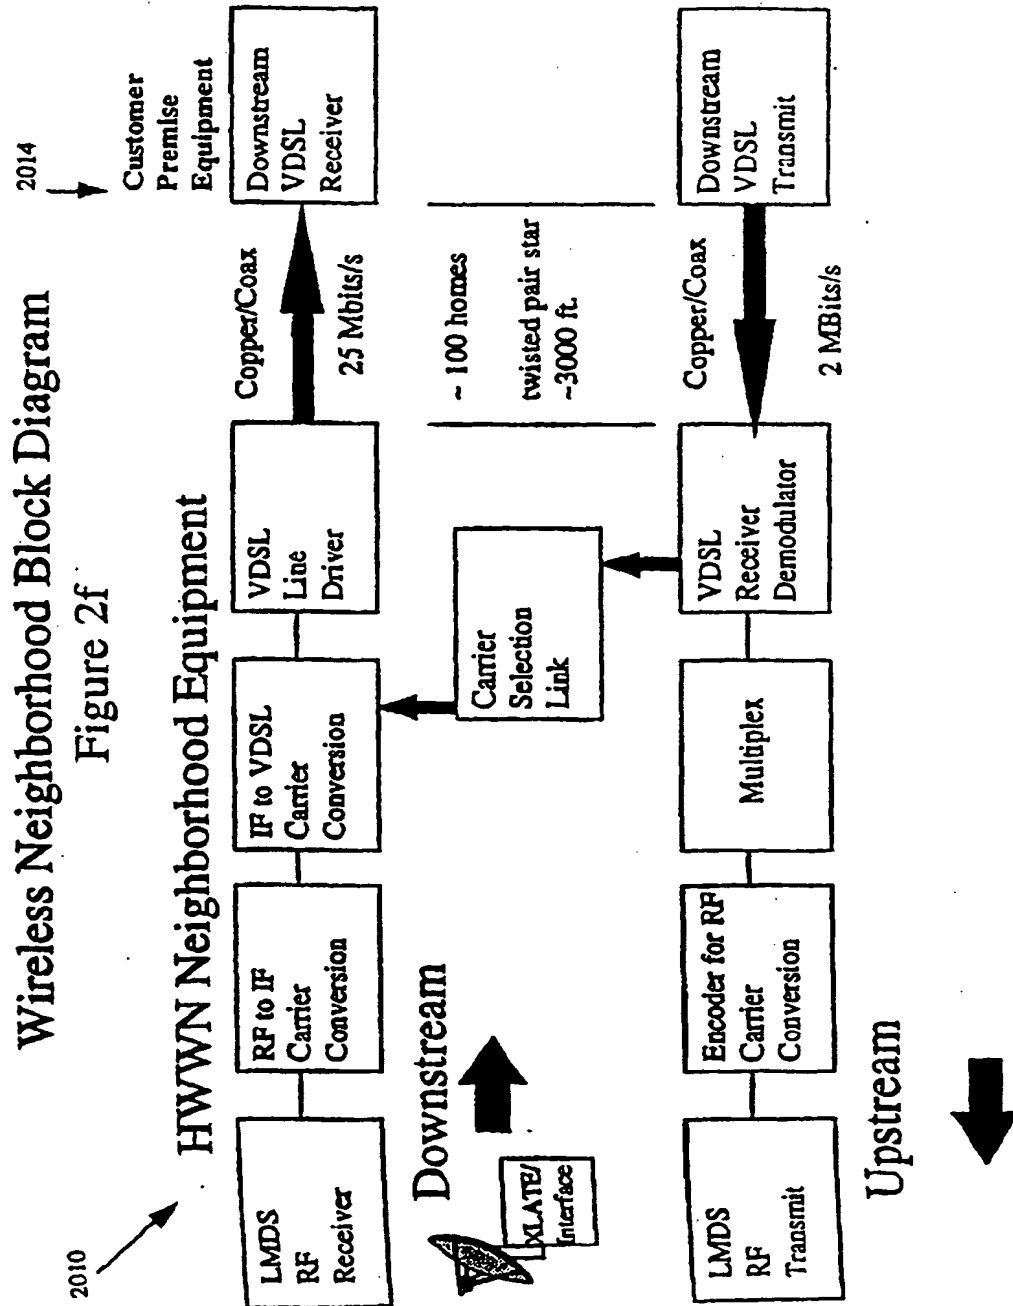 Wireless Neighborhood Block Diagram
Figure 2f
2010
2014
HWWN Neighborhood Equipment
Customer
Premise
Equipment
LMDS
RF
Receiver
RF to IF
Carrier
Conversion
IF to VDSL
Carrier
Conversion
VDSL
Line
Driver
Copper/Coax
25 Mbits/s
Downstream
VDSL
Receiver
Downstream
XLATE/
Interface
Carrier
Selection
Link
~ 100 homes
twisted pair star
~3000 ft.
LMDS
RF
Transmit
Encoder for RF
Carrier
Conversion
Multiplex
VDSL
Receiver
Demodulator
Copper/Coax
2 MBits/s
Downstream
VDSL
Transmit
Upstream